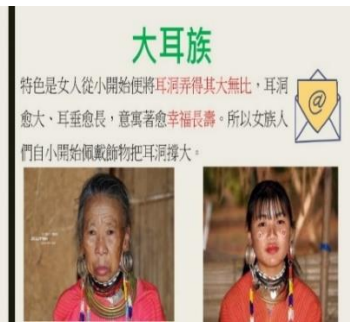 大耳族
特色是女人從小開始便將耳洞弄得其大無比，耳洞
愈大、耳垂愈長，意寓著愈幸福長壽。所以女族人
們自小開始佩戴飾物把耳洞撐大。
@